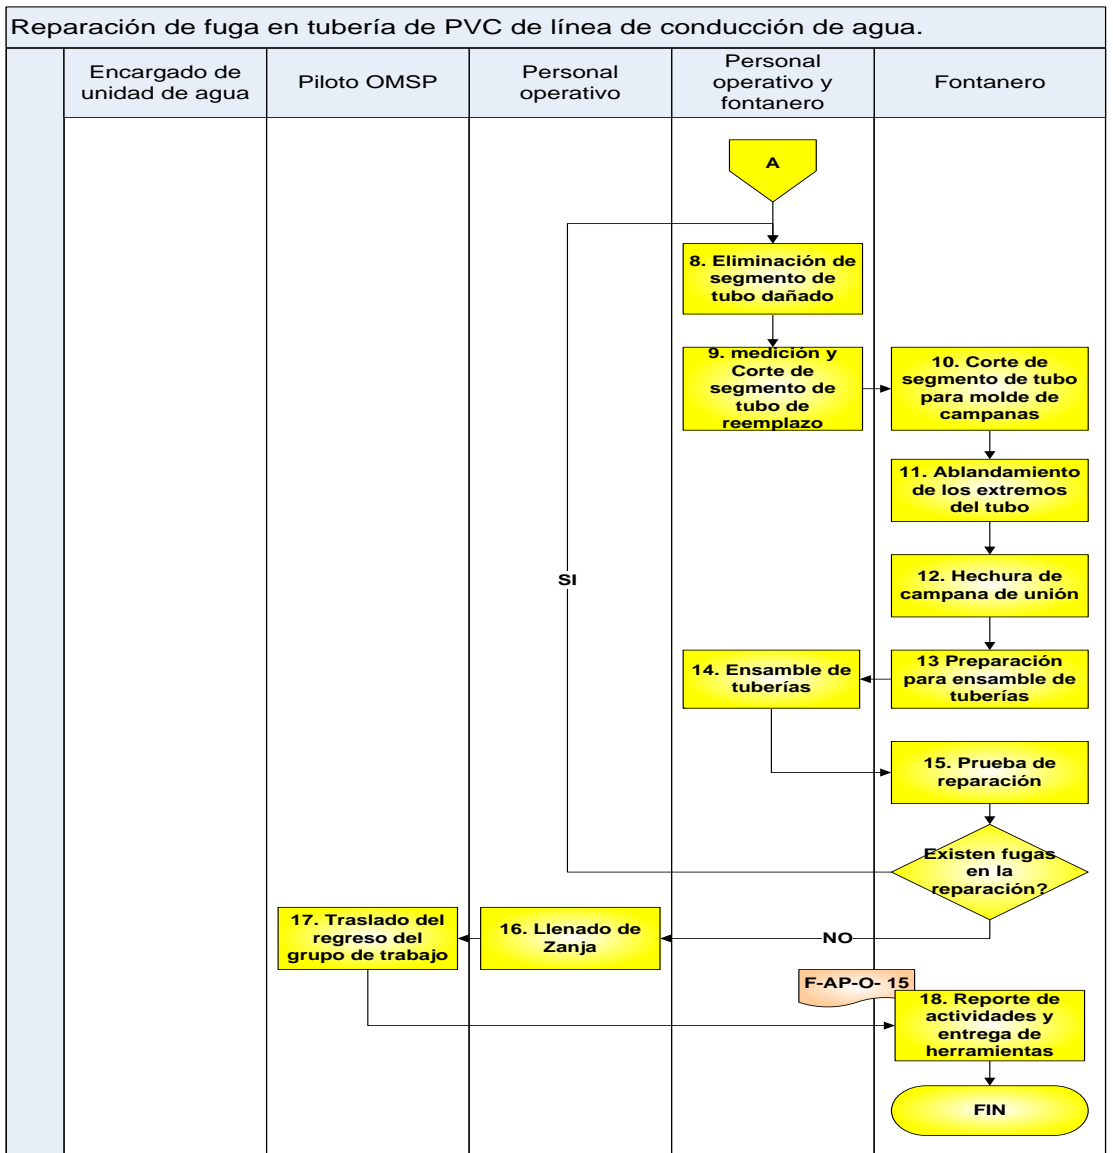 Reparación de fuga en tubería de PVC de línea de conducción de agua.
Encargado de
unidad de agua
Piloto OMSP
Personal
operativo
Personal
operativo y
fontanero
Fontanero
A
8. Eliminación de
segmento de
tubo dañado
9. medición y
Corte de
segmento de
tubo de
reemplazo
10. Corte de
segmento de tubo
para molde de
campanas
11. Ablandamiento
de los extremos
del tubo
SI
12. Hechura de
campana de unión
13 Preparación
para ensamble de
tuberías
14. Ensamble de
tuberías
15. Prueba de
reparación
Existen fugas
en la
reparación?
NO
16. Llenado de
Zanja
17. Traslado del
regreso del
grupo de trabajo
F-AP-O- 15
18. Reporte de
actividades y
entrega de
herramientas
FIN